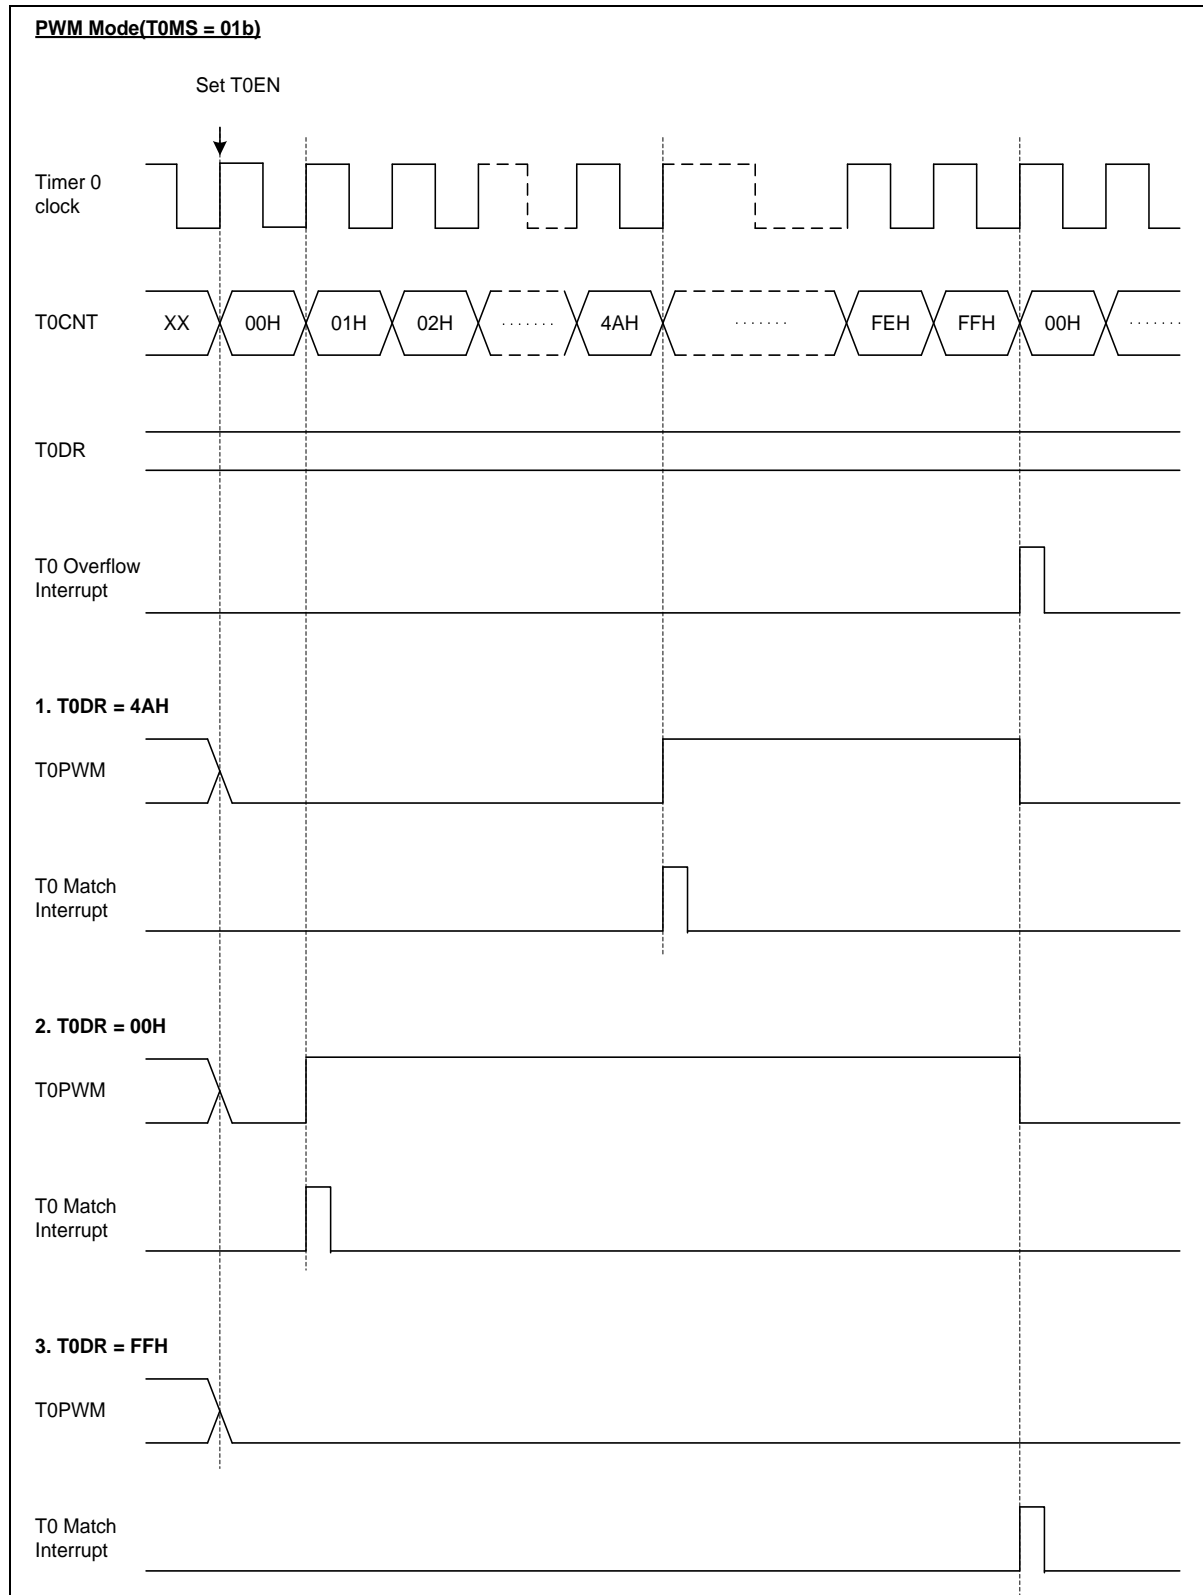 PWM Mode(T0MS = 01b)
Set T0EN
Timer 0
clock
T0CNT XX 00H 01H 02H ······· 4AH ······· FEH FFH 00H ·······
T0DR
T0 Overflow
Interrupt
1. T0DR = 4AH
T0PWM
T0 Match
Interrupt
2. T0DR = 00H
T0PWM
T0 Match
Interrupt
3. T0DR = FFH
T0PWM
T0 Match
Interrupt